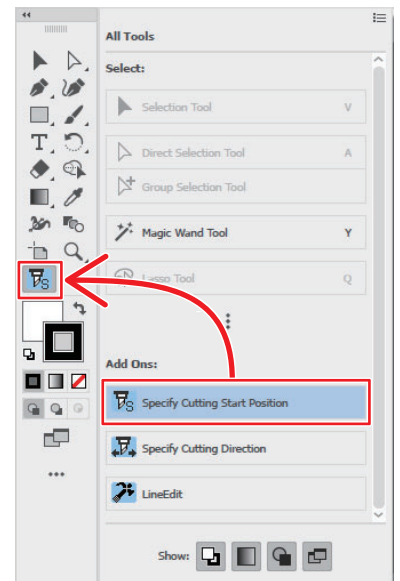 All Tools
Select:
Selection Tool V
Direct Selection Tool A
Group Selection Tool
Magic Wand Tool Y
Lasso Tool Q
Add Ons:
Specify Cutting Start Position
Specify Cutting Direction
LineEdit
Show: